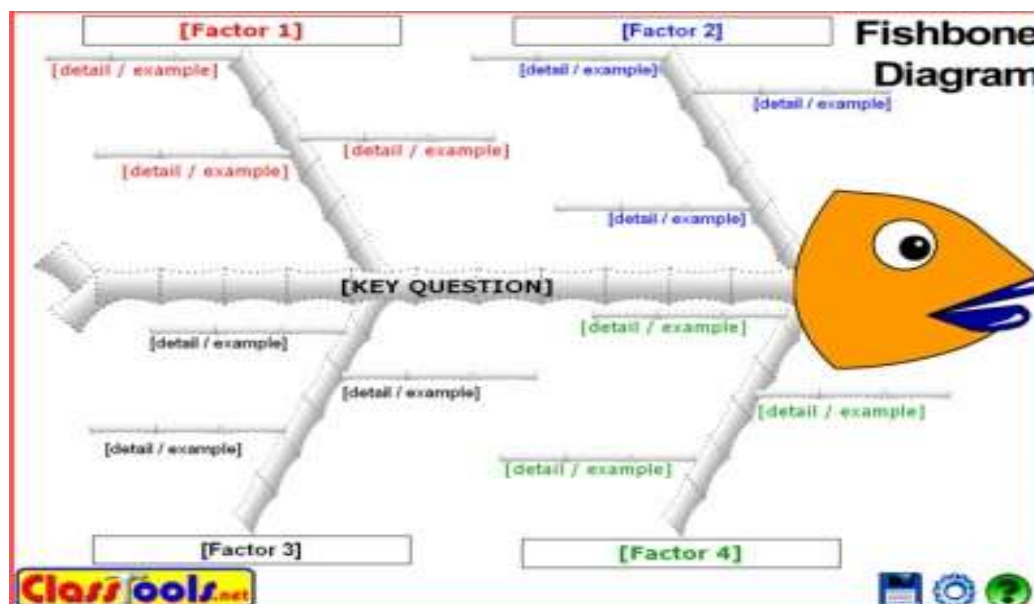 [Factor 1]
[Factor 2]
Fishbone
Diagram
[detail / example]
[detail / example]
[detail / example]
[detail / example]
[detail / example]
[detail / example]
[KEY QUESTION]
[detail / example]
[detail / example]
[detail / example]
[detail / example]
[detail / example]
[detail / example]
[Factor 3]
[Factor 4]
ClassTools.net
?